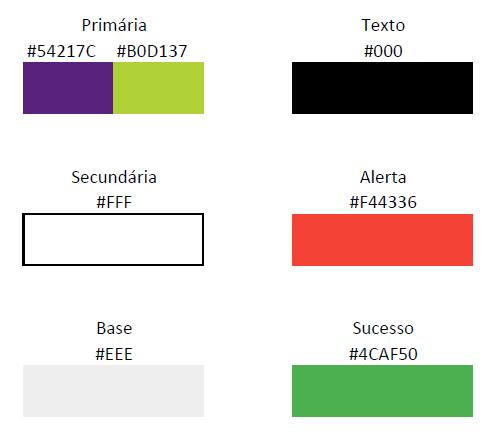 Primária
#54217C #B0D137
Texto
#000
Secundária
#FFF
Alerta
#F44336
Base
#EEE
Sucesso
#4CAF50